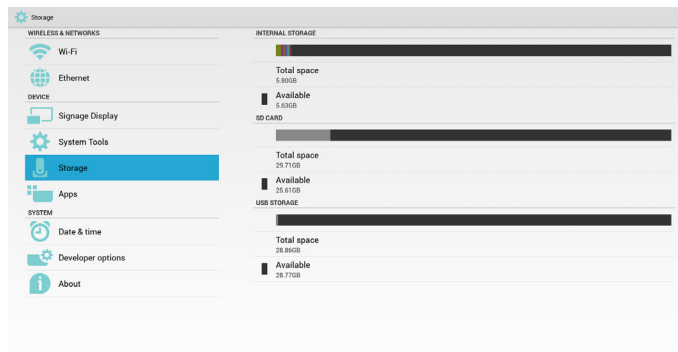 Storage
WIRELESS & NETWORKS
Wi-Fi
Ethernet
DEVICE
Signage Display
System Tools
Storage
Apps
SYSTEM
Date & time
Developer options
About
INTERNAL STORAGE
Total space
5.80GB
Available
5.63GB
SD CARD
Total space
29.71GB
Available
25.61GB
USB STORAGE
Total space
28.86GB
Available
28.77GB